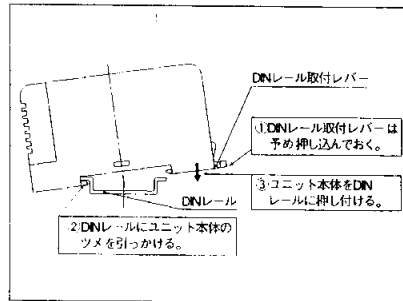 DINレール取付レバー
①DINレール取付レバーは
予め押し込んでおく。
③ユニット本体をDIN
レールに押し付ける。
DINレール
②DINレールにユニット本体の
ツメを引っかける。